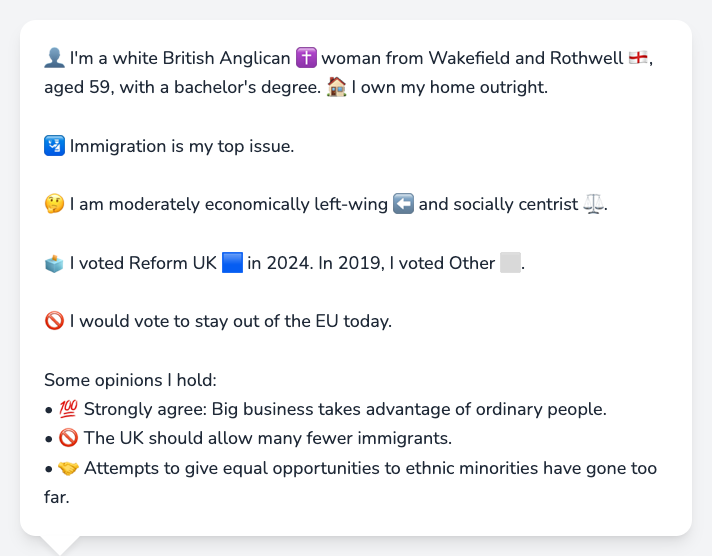 👤 I'm a white British Anglican ✝️ woman from Wakefield and Rothwell 🏴󠁧󠁢󠁥󠁮󠁧󠁿,
aged 59, with a bachelor's degree. 🏠 I own my home outright.
🛂 Immigration is my top issue.
🤔 I am moderately economically left-wing ⬅️ and socially centrist ⚖️.
🗳️ I voted Reform UK 🟦 in 2024. In 2019, I voted Other ⬜.
🚫 I would vote to stay out of the EU today.
Some opinions I hold:
• 💯 Strongly agree: Big business takes advantage of ordinary people.
• 🚫 The UK should allow many fewer immigrants.
• 🤝 Attempts to give equal opportunities to ethnic minorities have gone too
far.